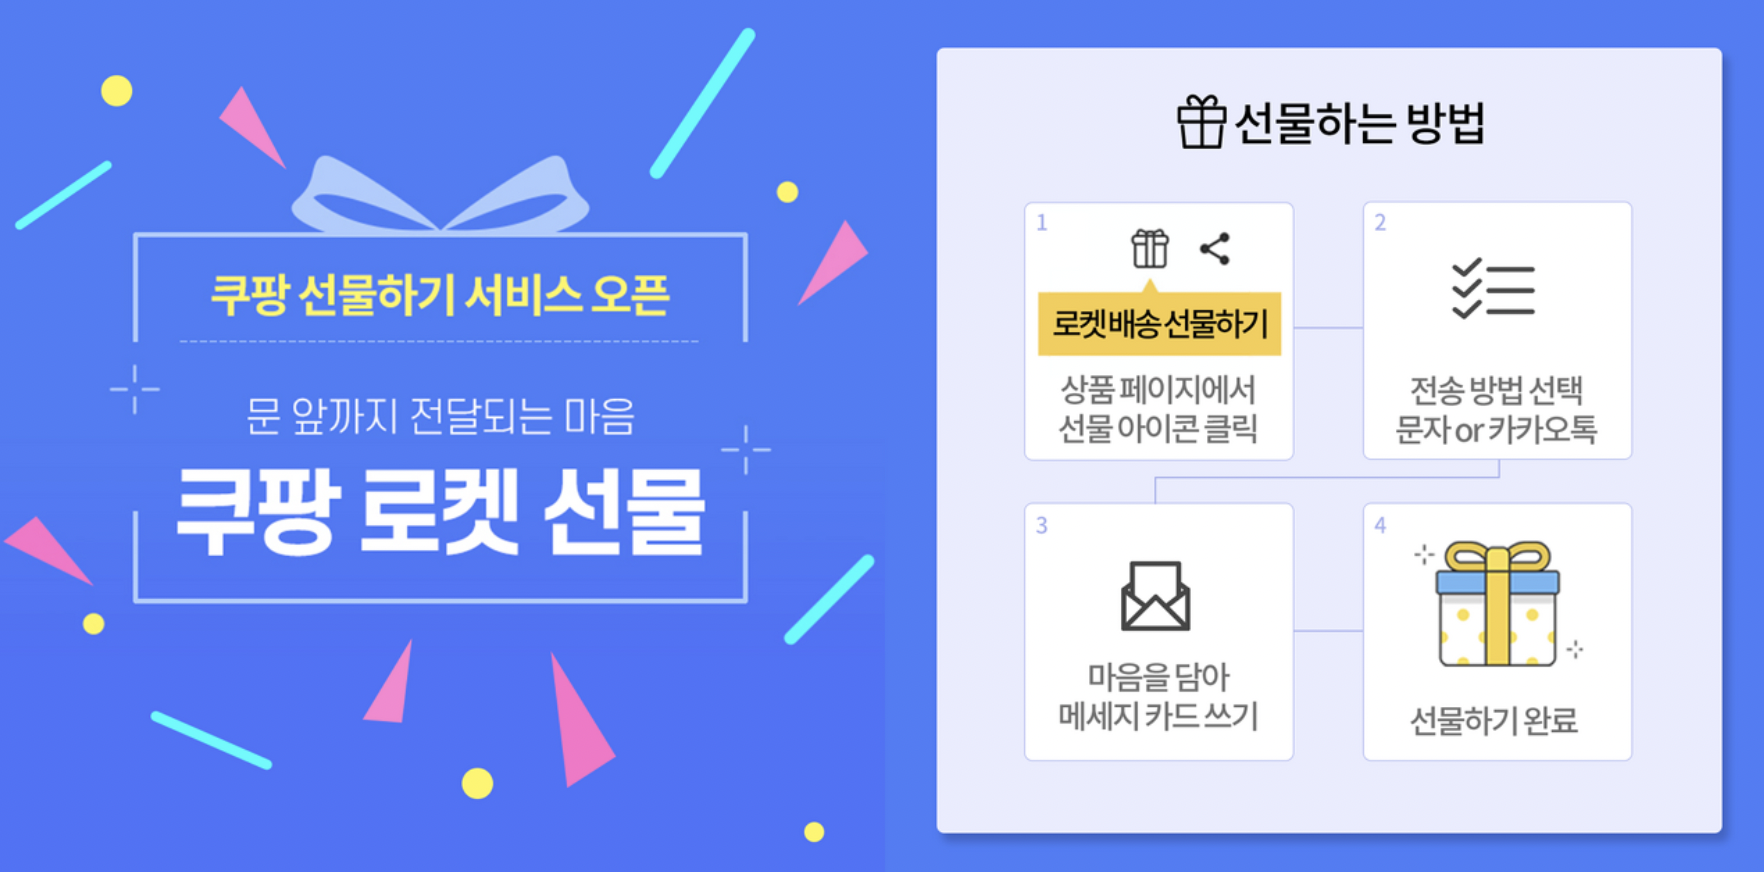 쿠팡 선물하기 서비스 오픈
문 앞까지 전달되는 마음
쿠팡 로켓 선물
선물하는 방법
1
로켓배송 선물하기
상품 페이지에서
선물 아이콘 클릭
2
전송 방법 선택
문자 or 카카오톡
3
마음을 담아
메세지 카드 쓰기
4
선물하기 완료